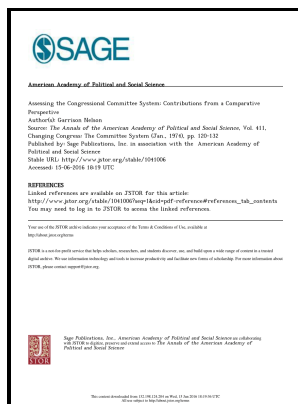 SAGE
American Academy of Political and Social Science
Assessing the Congressional Committee System: Contributions from a Comparative
Perspective
Author(s): Garrison Nelson
Source: The Annals of the American Academy of Political and Social Science, Vol. 411,
Changing Congress: The Committee System (Jan., 1974), pp. 120-132
Published by: Sage Publications, Inc. in association with the American Academy of
Political and Social Science
Stable URL: http://www.jstor.org/stable/1041006
Accessed: 15-06-2016 18:19 UTC
REFERENCES
Linked references are available on JSTOR for this article:
http://www.jstor.org/stable/1041006?seq=1&cid=pdf-reference#references_tab_contents
You may need to log in to JSTOR to access the linked references.
Your use of the JSTOR archive indicates your acceptance of the Terms & Conditions of Use, available at
http://about.jstor.org/terms
JSTOR is a not-for-profit service that helps scholars, researchers, and students discover, use, and build upon a wide range of content in a trusted
digital archive. We use information technology and tools to increase productivity and facilitate new forms of scholarship. For more information about
JSTOR, please contact support@jstor.org.
JSTOR
Sage Publications, Inc., American Academy of Political and Social Science are collaborating
with JSTOR to digitize, preserve and extend access to The Annals of the American Academy of
Political and Social Science
This content downloaded from 132.198.124.204 on Wed, 15 Jun 2016 18:19:56 UTC
All use subject to http://about.jstor.org/terms